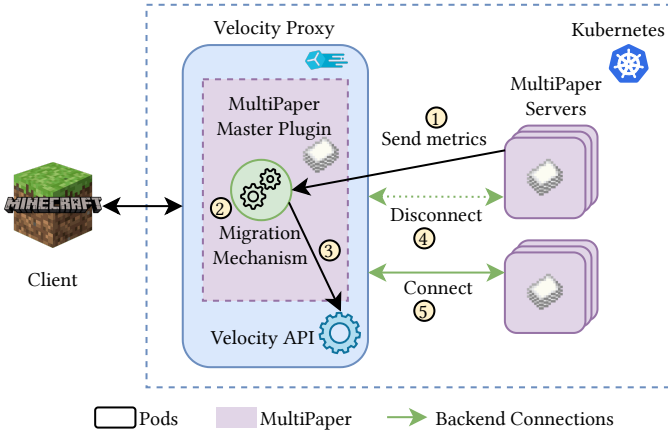 Velocity Proxy
Kubernetes
MultiPaper
Master Plugin
MultiPaper
Servers
1
Send metrics
MINECRAFT
2
Migration
Mechanism
3
Disconnect
4
Client
Connect
5
Velocity API
Pods
MultiPaper
Backend Connections